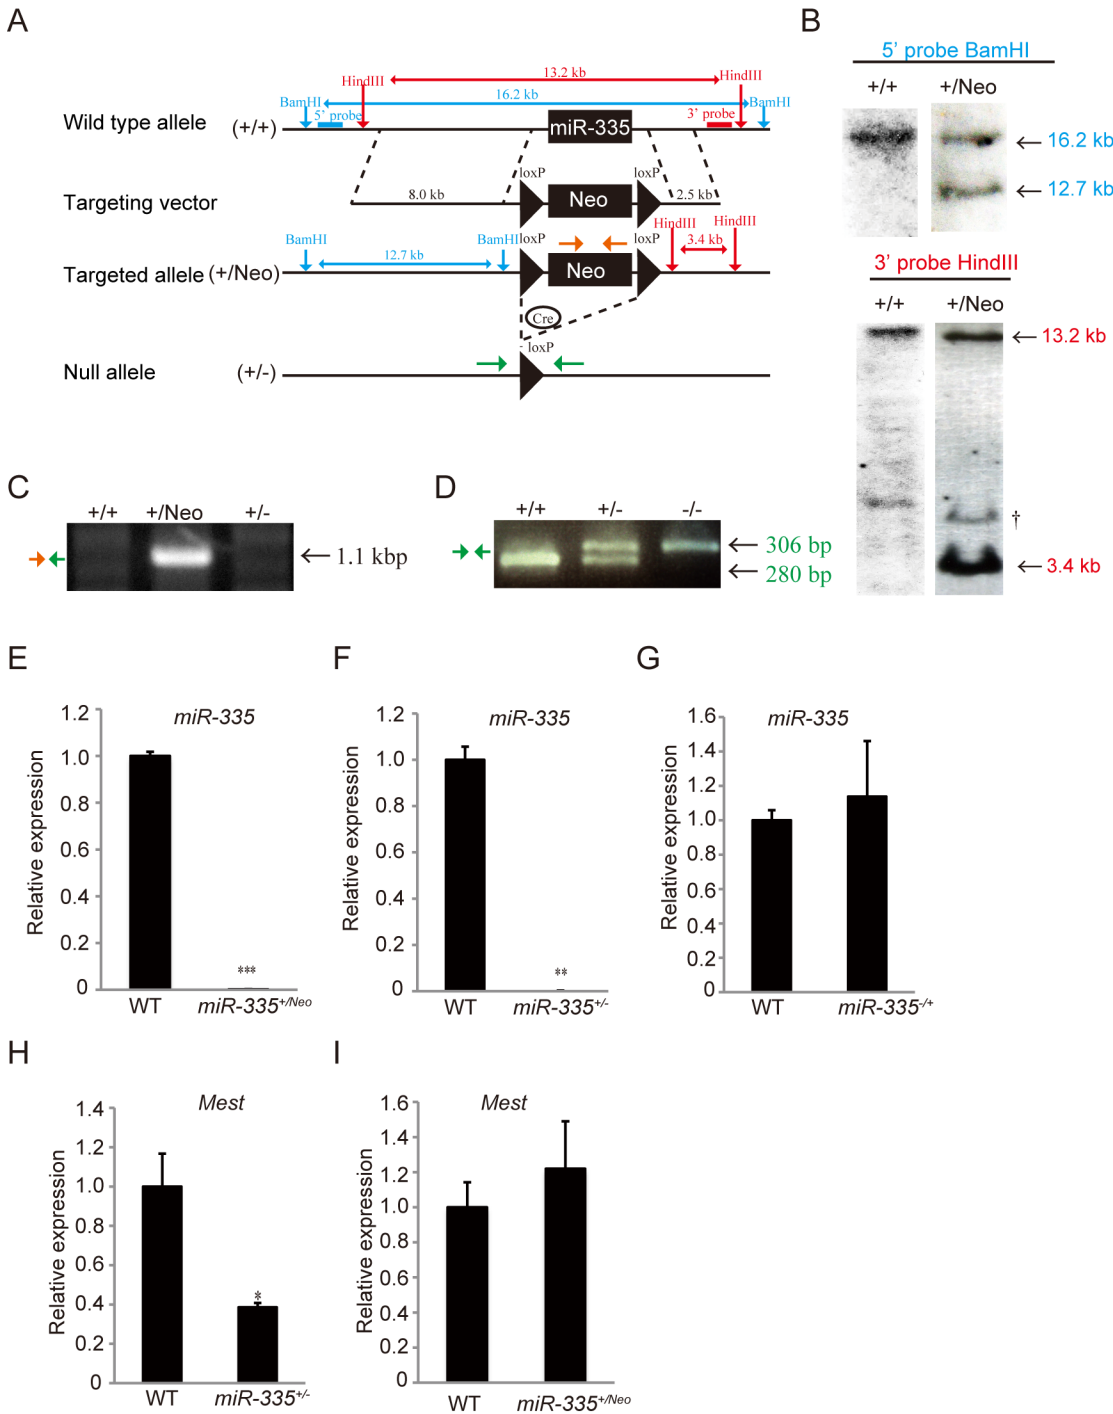 A
HindIII
13.2 kb
HindIII
BamHI
16.2 kb
BamHI
5’ probe
3’ probe
Wild type allele (+/+)
miR-335
loxP
loxP
8.0 kb
2.5 kb
Targeting vector
Neo
BamHI
BamHI
loxP
loxP
HindIII
HindIII
12.7 kb
3.4 kb
Targeted allele (+/Neo)
Neo
Cre
loxP
Null allele (+/-)
B
5’ probe BamHI
+/+ +/Neo
← 16.2 kb
← 12.7 kb
3’ probe HindIII
+/+ +/Neo
← 13.2 kb
†
← 3.4 kb
C
+/+ +/Neo +/-
← 1.1 kbp
D
+/+ +/- -/-
← 306 bp
← 280 bp
E
miR-335
Relative expression
1.2
1.0
0.8
0.6
0.4
0.2
0
***
WT miR-335+/Neo
F
miR-335
Relative expression
1.2
1.0
0.8
0.6
0.4
0.2
0
**
WT miR-335+/-
G
miR-335
Relative expression
1.6
1.4
1.2
1.0
0.8
0.6
0.4
0.2
0
WT miR-335-/+
H
Mest
Relative expression
1.4
1.2
1.0
0.8
0.6
0.4
0.2
0
*
WT miR-335+/-
I
Mest
Relative expression
1.6
1.4
1.2
1.0
0.8
0.6
0.4
0.2
0
WT miR-335+/Neo